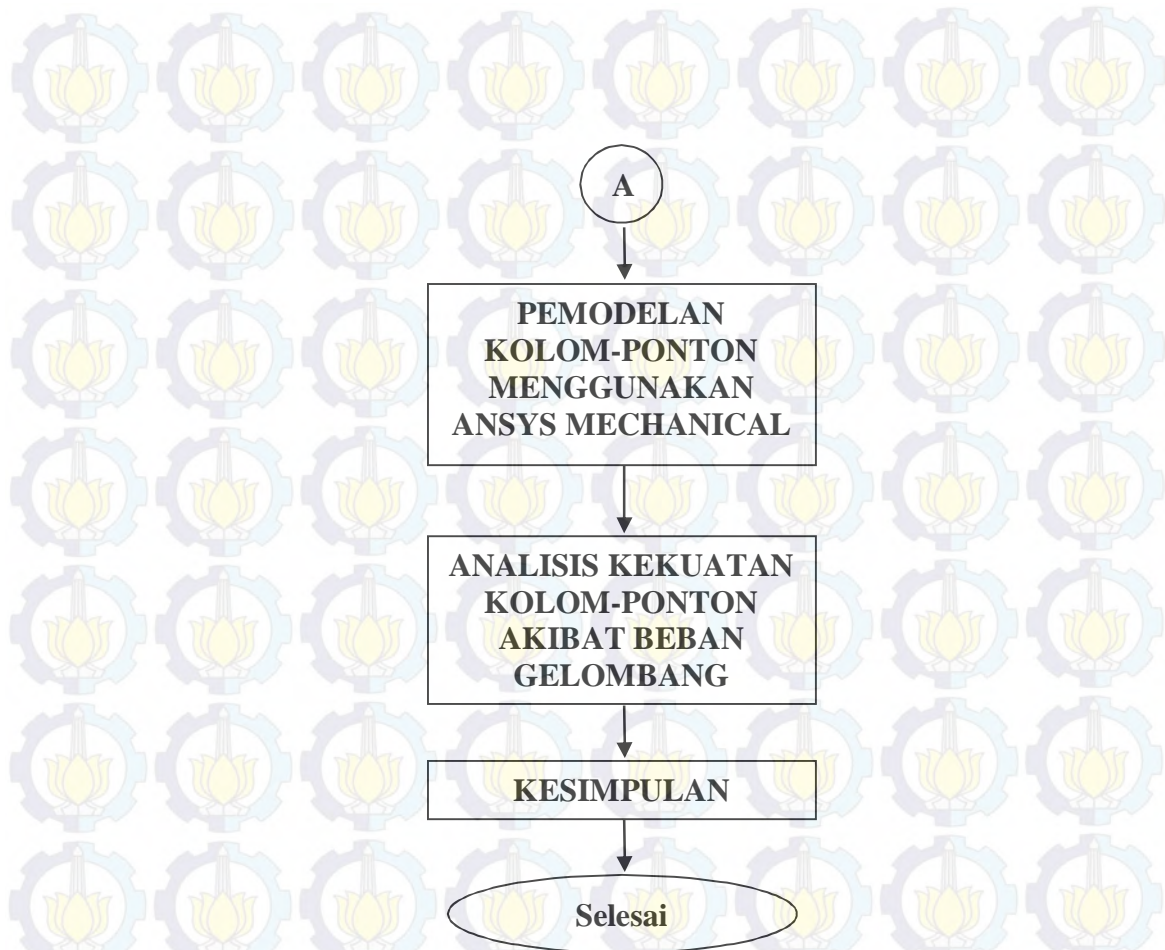 A
PEMODELAN
KOLOM-PONTON
MENGGUNAKAN
ANSYS MECHANICAL
ANALISIS KEKUATAN
KOLOM-PONTON
AKIBAT BEBAN
GELOMBANG
KESIMPULAN
Selesai